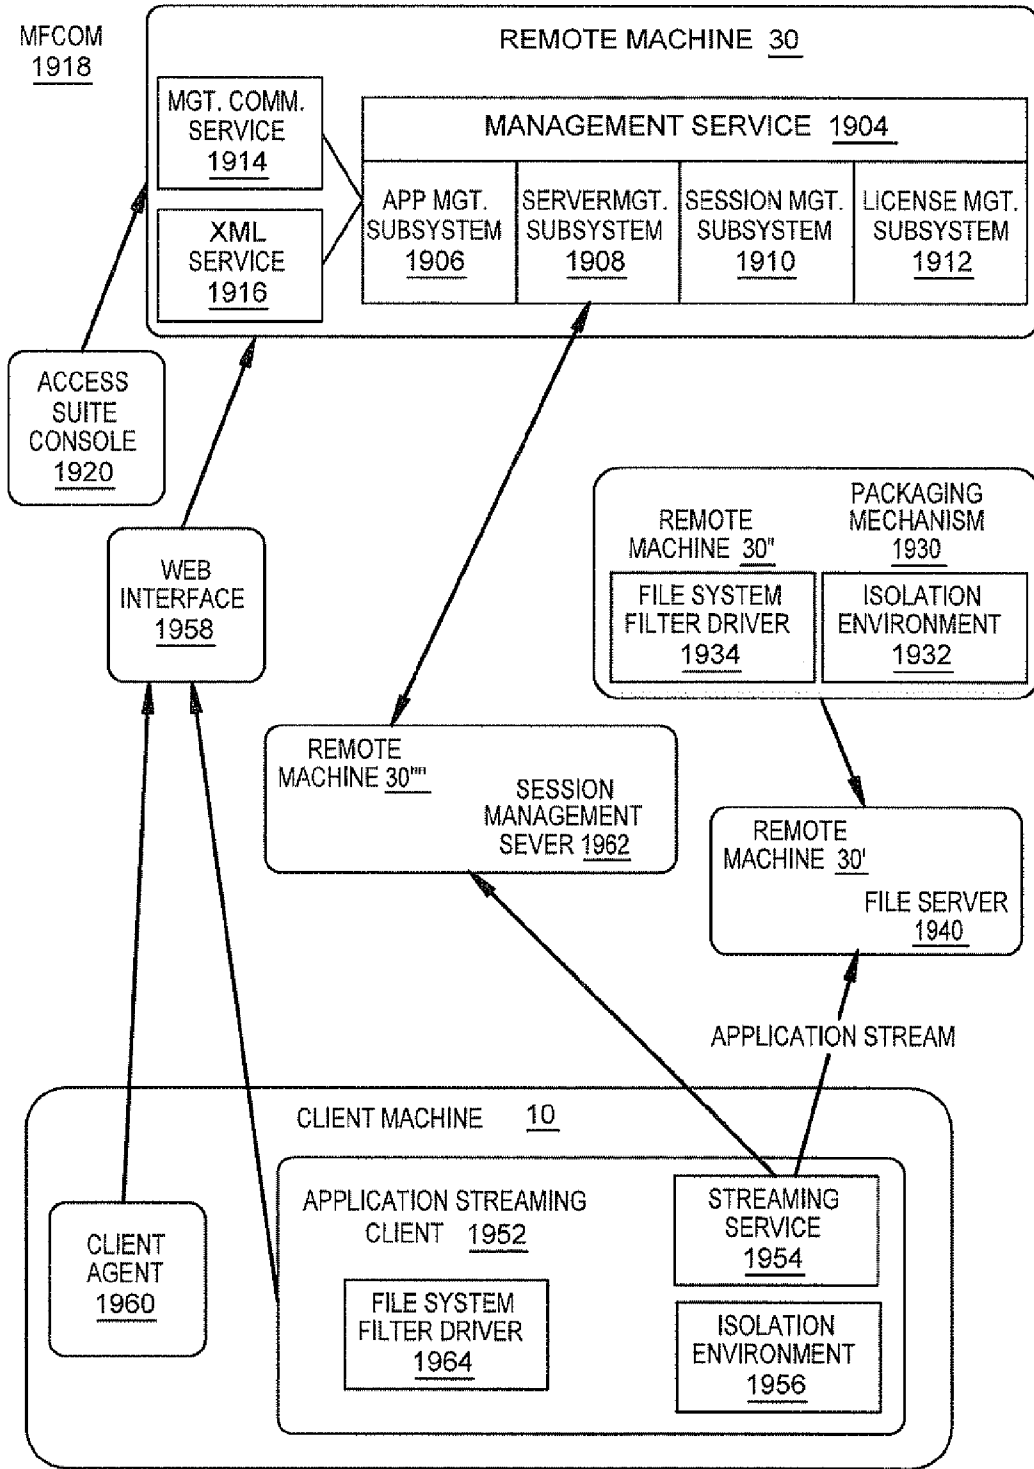 MFCOM
1918
REMOTE MACHINE 30
MGT. COMM.
SERVICE
1914
XML
SERVICE
1916
MANAGEMENT SERVICE 1904
APP MGT.
SUBSYSTEM
1906
SERVERMGT.
SUBSYSTEM
1908
SESSION MGT.
SUBSYSTEM
1910
LICENSE MGT.
SUBSYSTEM
1912
ACCESS
SUITE
CONSOLE
1920
WEB
INTERFACE
1958
REMOTE
MACHINE 30"
PACKAGING
MECHANISM
1930
FILE SYSTEM
FILTER DRIVER
1934
ISOLATION
ENVIRONMENT
1932
REMOTE
MACHINE 30""
SESSION
MANAGEMENT
SEVER 1962
REMOTE
MACHINE 30'
FILE SERVER
1940
APPLICATION STREAM
CLIENT MACHINE 10
CLIENT
AGENT
1960
APPLICATION STREAMING
CLIENT 1952
FILE SYSTEM
FILTER DRIVER
1964
STREAMING
SERVICE
1954
ISOLATION
ENVIRONMENT
1956